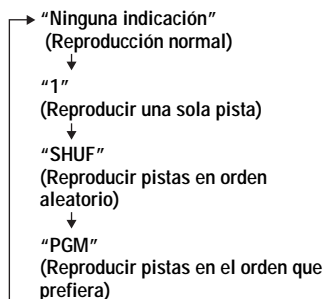 “Ninguna indicación”
(Reproducción normal)
“1”
(Reproducir una sola pista)
“SHUF”
(Reproducir pistas en orden
aleatorio)
“PGM”
(Reproducir pistas en el orden que
prefiera)